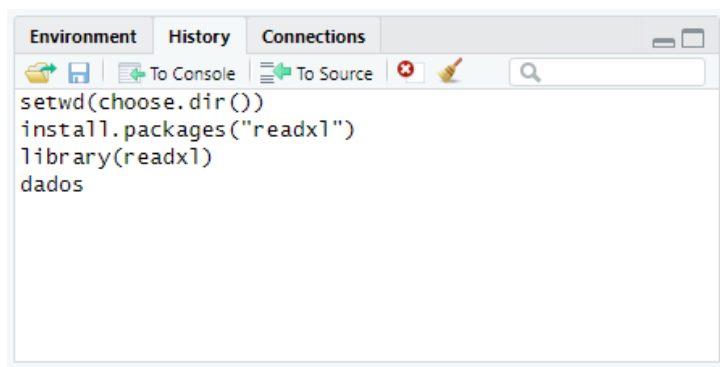 Environment History Connections
To Console To Source
setwd(choose.dir())
install.packages("readxl")
library(readxl)
dados